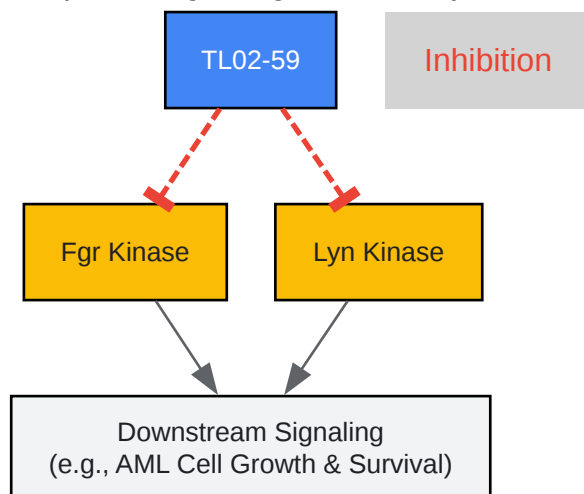 TL02-59
Inhibition
Fgr Kinase
Lyn Kinase
Downstream Signaling
(e.g., AML Cell Growth & Survival)